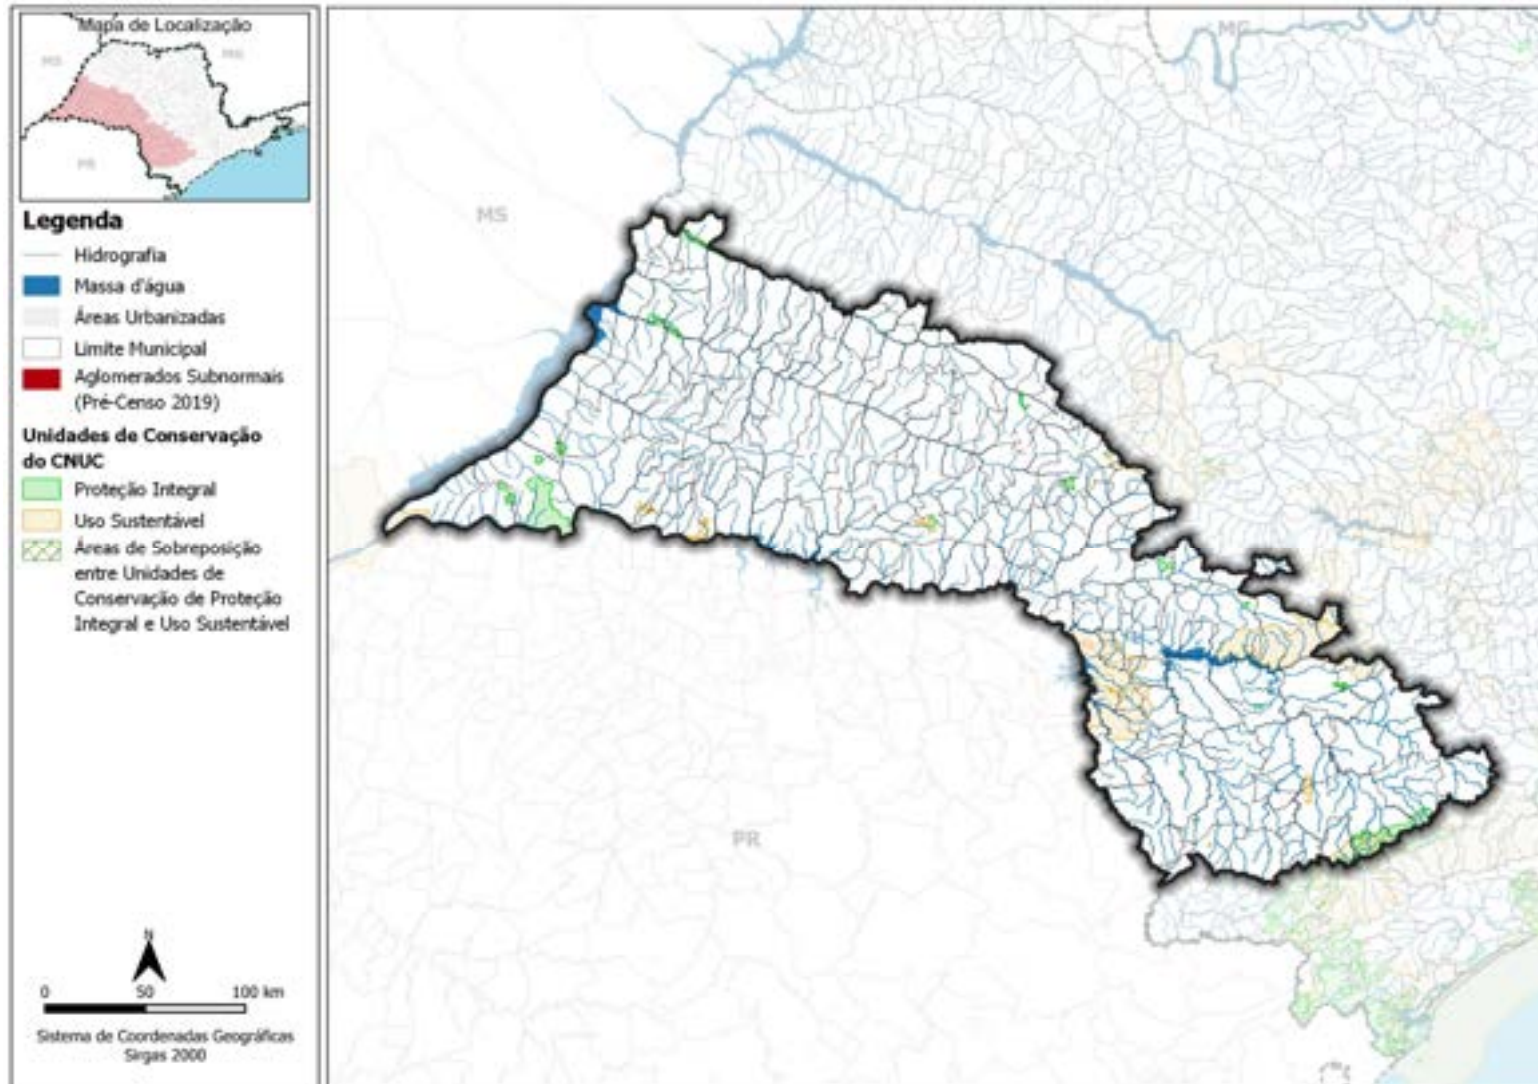 Mapa de Localização
MS
MG
PR
Legenda
Hidrografia
Massa d'água
Áreas Urbanizadas
Limite Municipal
Aglomerados Subnormais
(Pré-Censo 2019)
Unidades de Conservação
do CNUC
Proteção Integral
Uso Sustentável
Áreas de Sobreposição
entre Unidades de
Conservação de Proteção
Integral e Uso Sustentável
N
0 50 100 km
Sistema de Coordenadas Geográficas
Sirgas 2000
MG
MS
PR